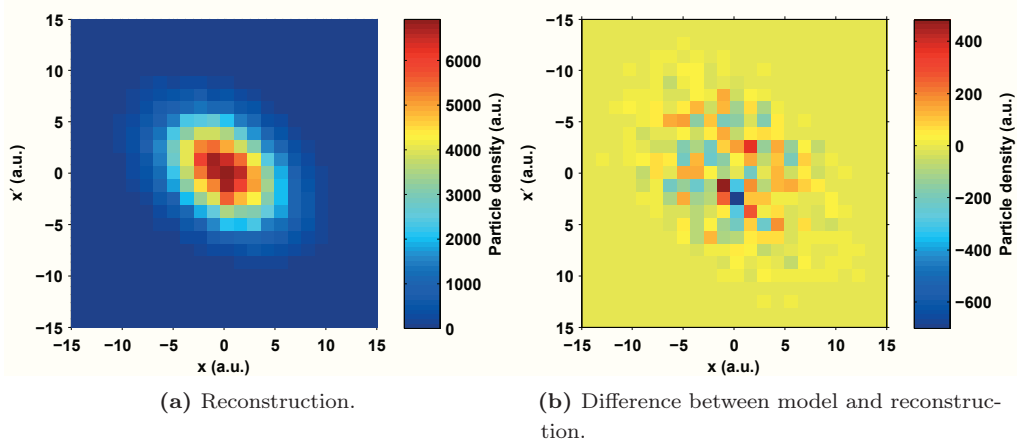 15
10
5
0
−5
−10
−15
x′ (a.u.)
−15 −10 −5 0 5 10 15
x (a.u.)
6000
5000
4000
3000
2000
1000
0
Particle density (a.u.)
−15
−10
−5
0
5
10
15
x′ (a.u.)
−15 −10 −5 0 5 10 15
x (a.u.)
400
200
0
−200
−400
−600
Particle density (a.u.)
(a) Reconstruction.
(b) Difference between model and reconstruc-
tion.